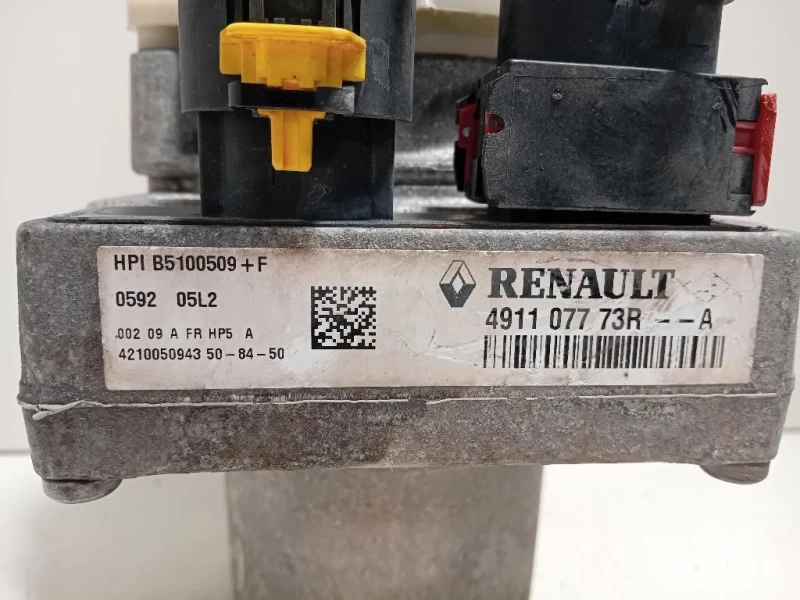 HPI B5100509+F
0592 05L2
.002 09 A FR HP5 A
4210050943 50-84-50
RENAULT
4911 077 73R --A